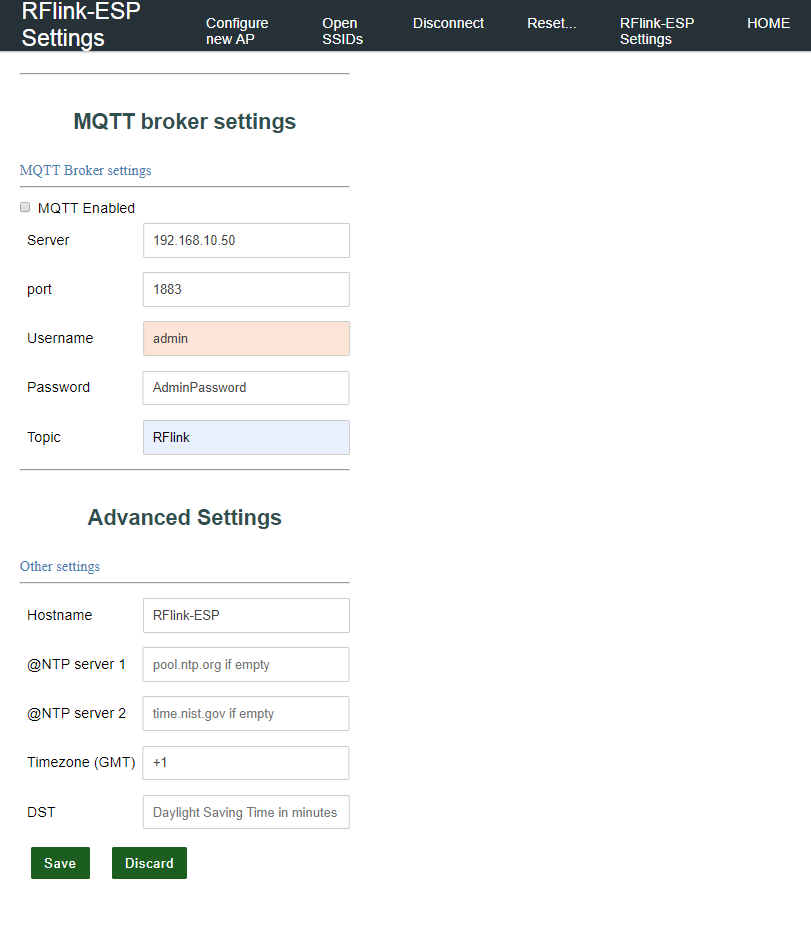 RFlink-ESP
Settings
Configure
new AP
Open
SSIDs
Disconnect
Reset...
RFlink-ESP
Settings
HOME
MQTT broker settings
MQTT Broker settings
MQTT Enabled
Server 192.168.10.50
port 1883
Username admin
Password AdminPassword
Topic RFlink
Advanced Settings
Other settings
Hostname RFlink-ESP
@NTP server 1 pool.ntp.org if empty
@NTP server 2 time.nist.gov if empty
Timezone (GMT) +1
DST Daylight Saving Time in minutes
Save Discard